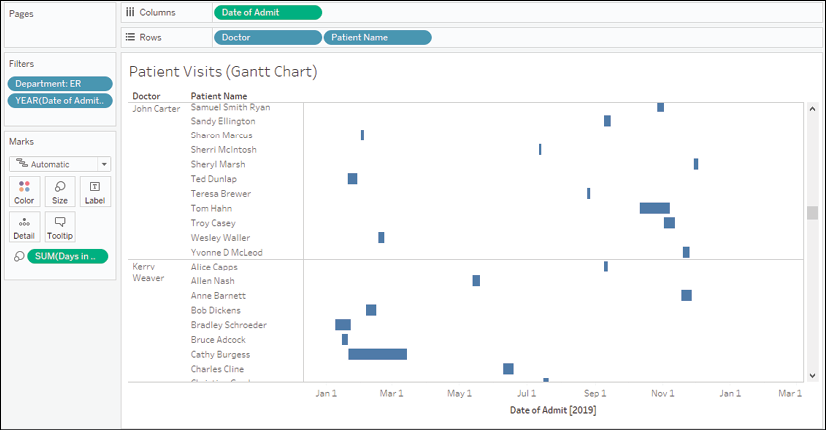 Pages
Columns
Date of Admit
Rows
Doctor
Patient Name
Filters
Department: ER
YEAR(Date of Admit..
Marks
Automatic
Color
Size
Label
Detail
Tooltip
SUM(Days in ..
Patient Visits (Gantt Chart)
Doctor Patient Name
John Carter Samuel Smith Ryan
Sandy Ellington
Sharon Marcus
Sherri McIntosh
Sheryl Marsh
Ted Dunlap
Teresa Brewer
Tom Hahn
Troy Casey
Wesley Waller
Yvonne D McLeod
Kerry Weaver
Alice Capps
Allen Nash
Anne Barnett
Bob Dickens
Bradley Schroeder
Bruce Adcock
Cathy Burgess
Charles Cline
Jan 1 Mar 1 May 1 Jul 1 Sep 1 Nov 1 Jan 1 Mar 1
Date of Admit [2019]